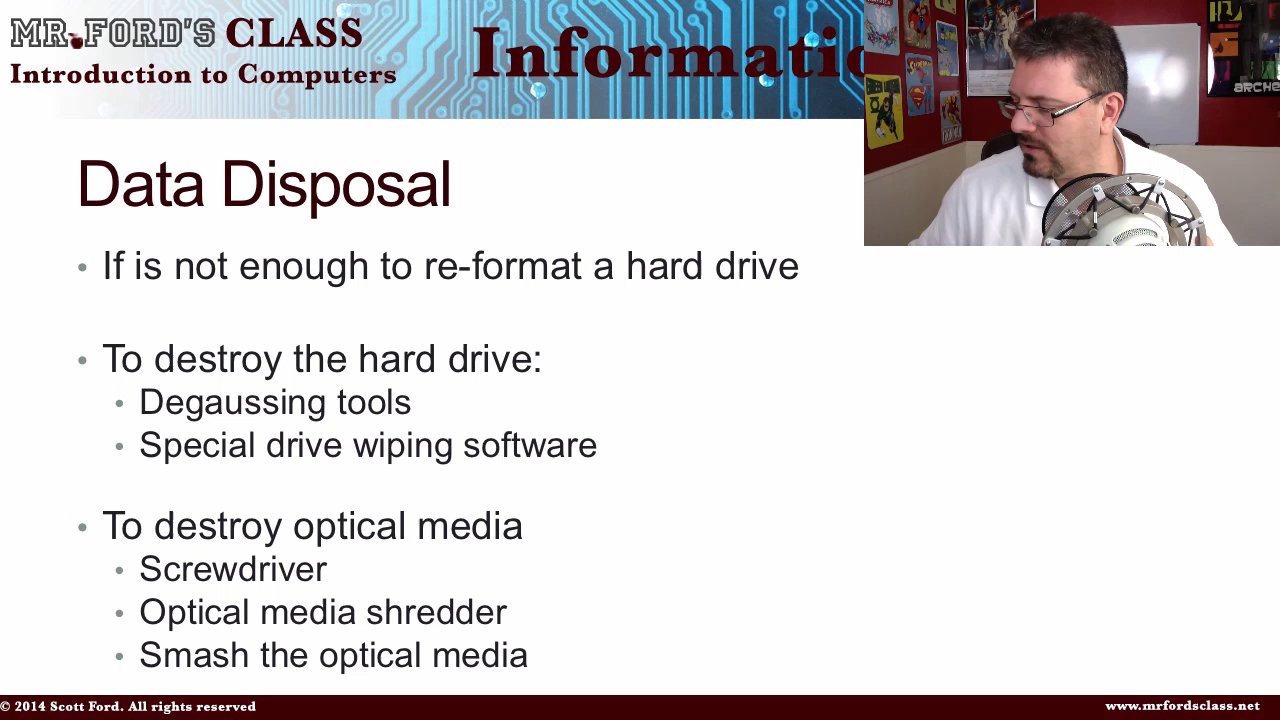 MR.FORD'S CLASS
Introduction to Computers
Data Disposal
• If is not enough to re-format a hard drive
• To destroy the hard drive:
• Degaussing tools
• Special drive wiping software
• To destroy optical media
• Screwdriver
• Optical media shredder
• Smash the optical media
© 2014 Scott Ford. All rights reserved
www.mrfordsclass.net